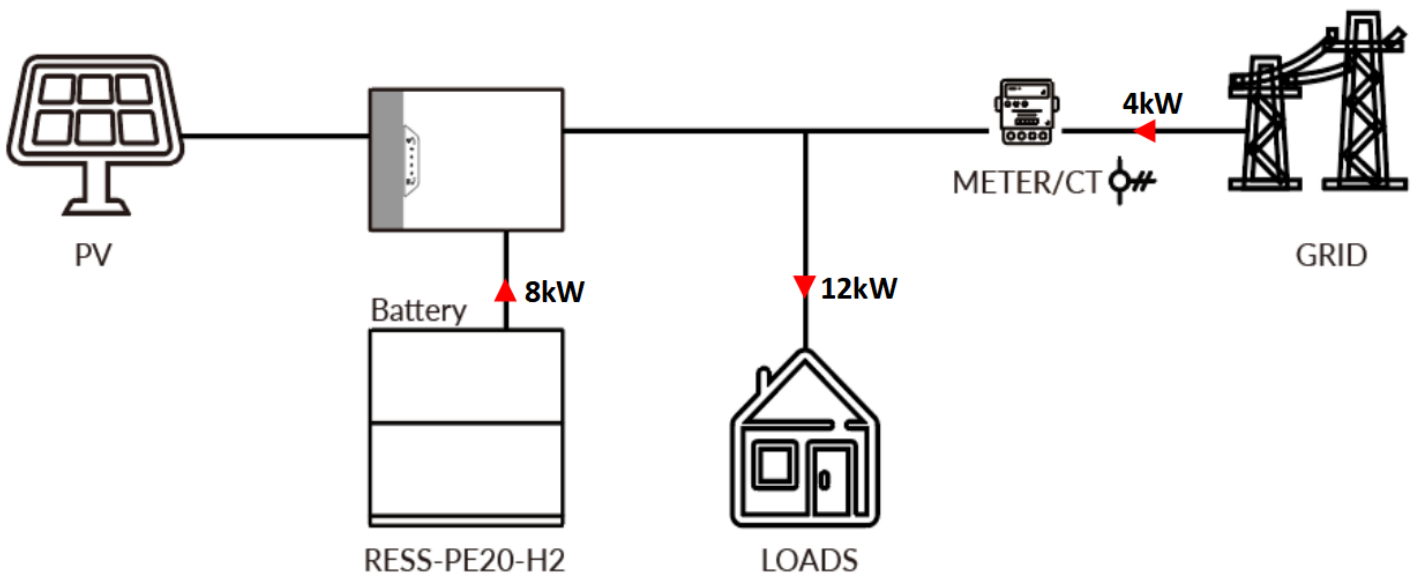 4kW
METER/CT
PV
GRID
8kW
12kW
Battery
RESS-PE20-H2
LOADS